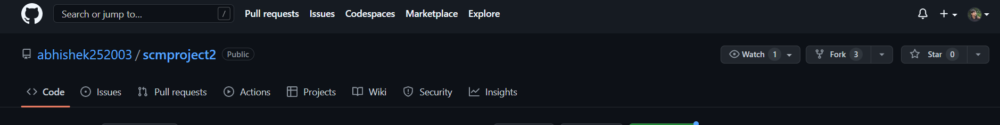 Search or jump to... / Pull requests Issues Codespaces Marketplace Explore
abhishek252003 / scmproject2 Public Watch 1 Fork 3 Star 0
Code Issues Pull requests Actions Projects Wiki Security Insights